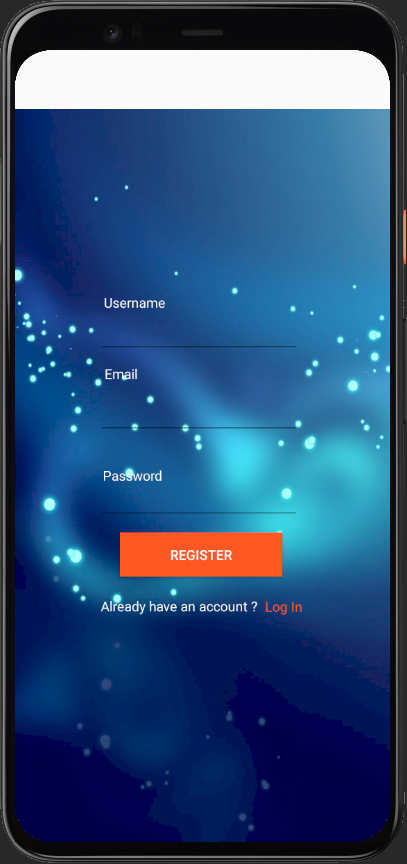 Username
Email
Password
REGISTER
Already have an account ? Log In